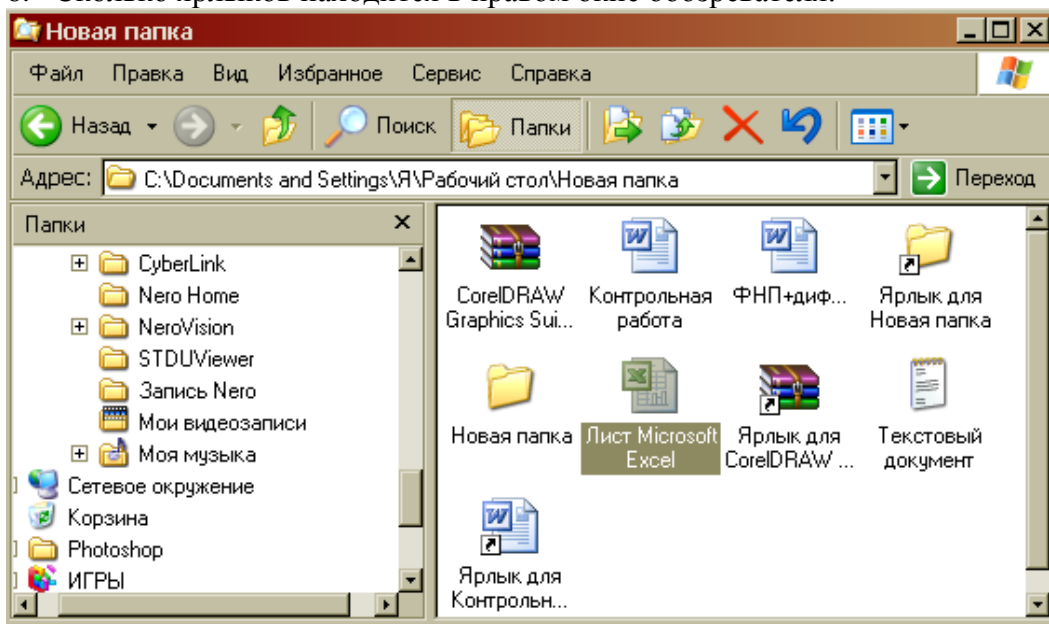 Новая папка
Файл Правка Вид Избранное Сервис Справка
Назад Поиск Папки
Адрес: C:\Documents and Settings\Я\Рабочий стол\Новая папка Переход
Папки
CyberLink
Nero Home
NeroVision
STDUViewer
Запись Nero
Мои видеозаписи
Моя музыка
Сетевое окружение
Корзина
Photoshop
ИГРЫ
CorelDRAW
Graphics Sui...
Контрольная
работа
ФНП+диф...
Ярлык для
Новая папка
Новая папка
Лист Microsoft
Excel
Ярлык для
CorelDRAW ...
Текстовый
документ
Ярлык для
Контрольн...